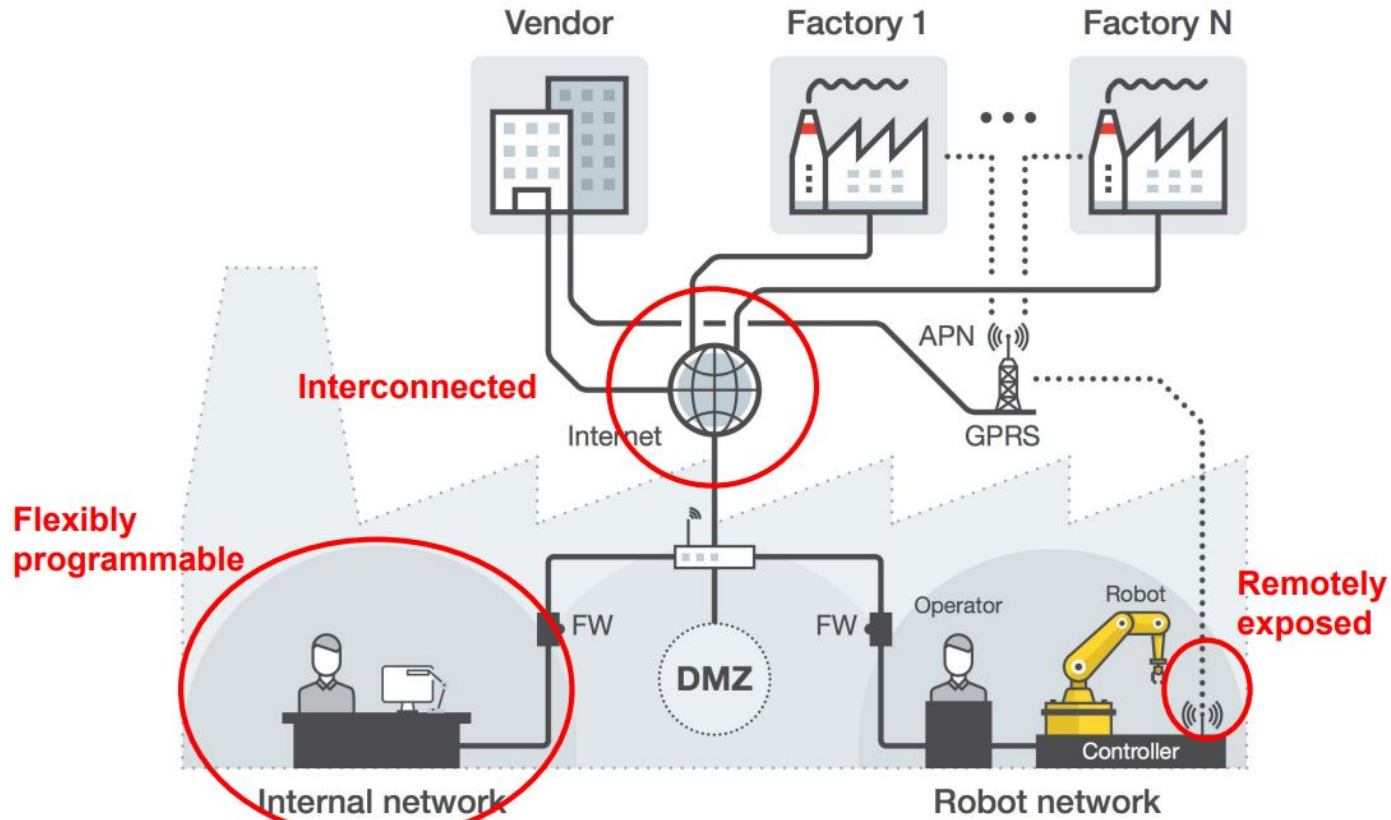 Vendor
Factory 1
Factory N
APN
Interconnected
Internet
GPRS
Flexibly
programmable
Remotely
exposed
FW
FW
Operator
Robot
DMZ
Controller
Internal network
Robot network